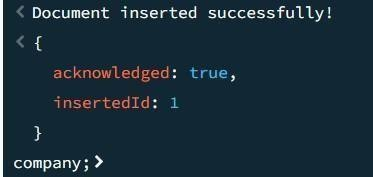 < Document inserted successfully!
< {
acknowledged: true,
insertedId: 1
}
company;>